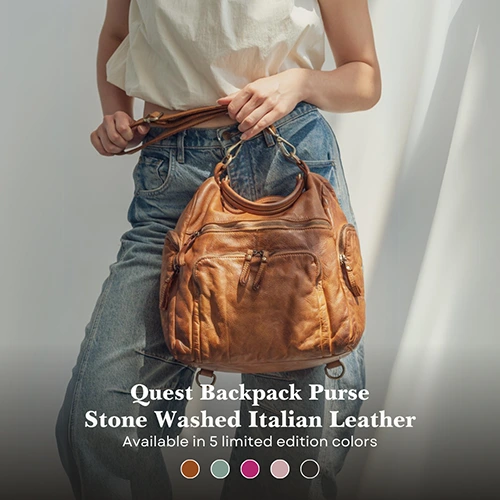 Quest Backpack Purse
Stone Washed Italian Leather
Available in 5 limited edition colors